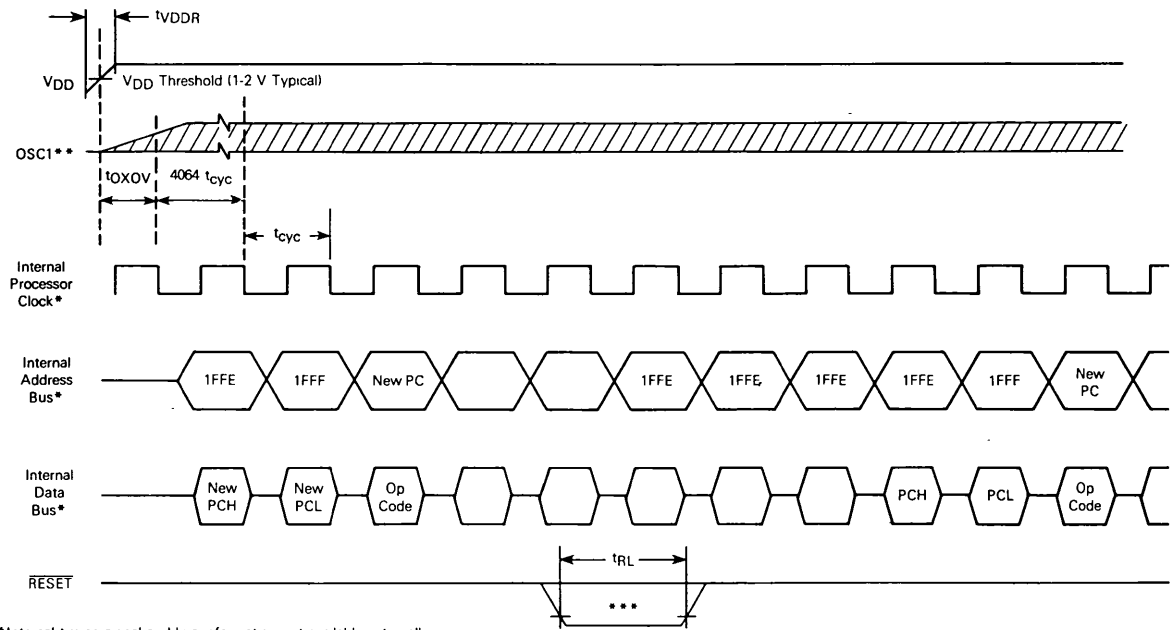 tVDDR
VDD
VDD Threshold (1-2 V Typical)
OSC1**
tOXOV
4064 tcyc
tcyc
Internal
Processor
Clock*
Internal
Address
Bus*
1FFE
1FFF
New PC
1FFE
1FFE
1FFE
1FFE
1FFF
New
PC
Internal
Data
Bus*
New
PCH
New
PCL
Op
Code
PCH
PCL
Op
Code
tRL
RESET
***